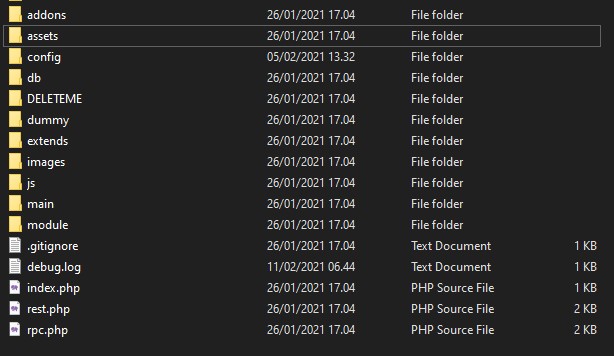 addons 26/01/2021 17.04 File folder
assets 26/01/2021 17.04 File folder
config 05/02/2021 13.32 File folder
db 26/01/2021 17.04 File folder
DELETEME 26/01/2021 17.04 File folder
dummy 26/01/2021 17.04 File folder
extends 26/01/2021 17.04 File folder
images 26/01/2021 17.04 File folder
js 26/01/2021 17.04 File folder
main 26/01/2021 17.04 File folder
module 26/01/2021 17.04 File folder
.gitignore 26/01/2021 17.04 Text Document 1 KB
debug.log 11/02/2021 06.44 Text Document 1 KB
index.php 26/01/2021 17.04 PHP Source File 1 KB
rest.php 26/01/2021 17.04 PHP Source File 2 KB
rpc.php 26/01/2021 17.04 PHP Source File 2 KB